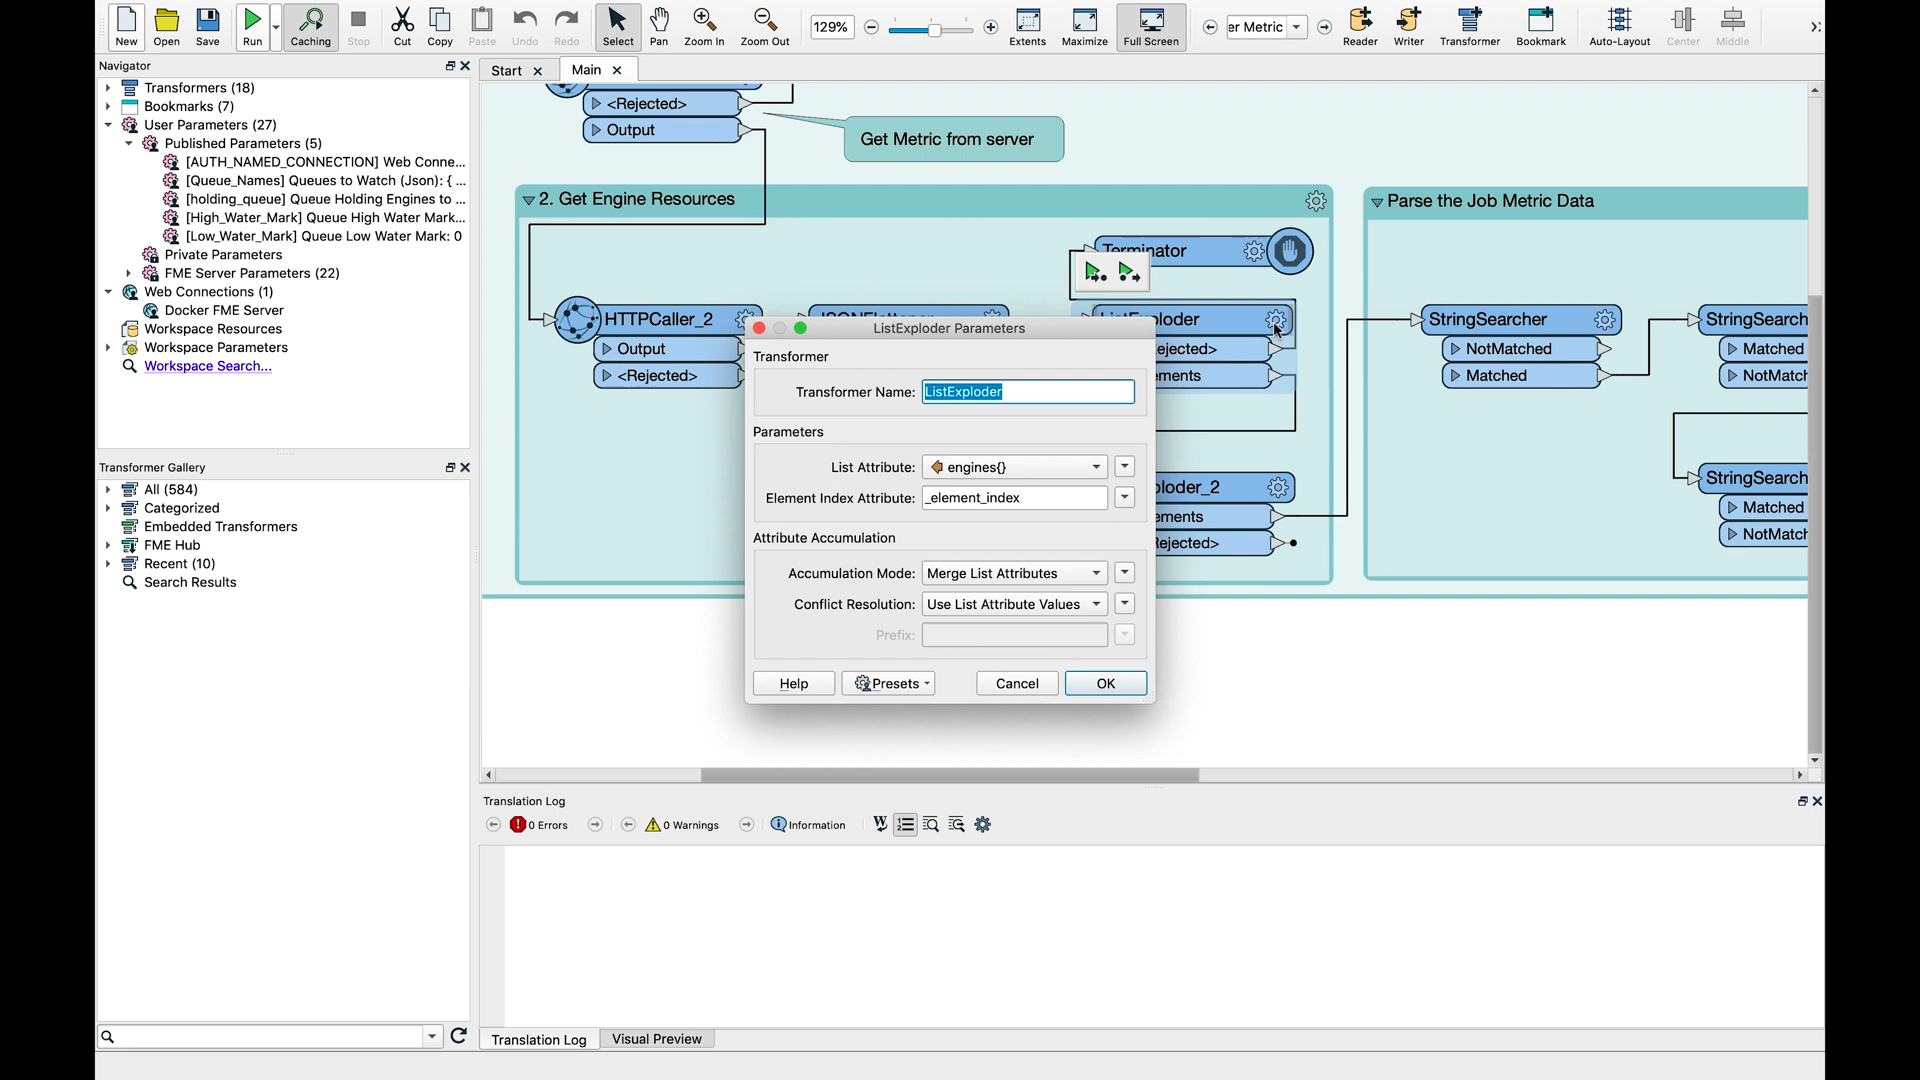 New
Open
Save
Run
Caching
Stop
Cut
Copy
Paste
Undo
Redo
Select
Pan
Zoom In
Zoom Out
129%
Extents
Maximize
Full Screen
er Metric
Reader
Writer
Transformer
Bookmark
Auto-Layout
Center
Middle
Navigator
Transformers (18)
Bookmarks (7)
User Parameters (27)
Published Parameters (5)
[AUTH_NAMED_CONNECTION] Web Conne...
[Queue_Names] Queues to Watch (Json): { ...
[holding_queue] Queue Holding Engines to ...
[High_Water_Mark] Queue High Water Mark...
[Low_Water_Mark] Queue Low Water Mark: 0
Private Parameters
FME Server Parameters (22)
Web Connections (1)
Docker FME Server
Workspace Resources
Workspace Parameters
Workspace Search...
Transformer Gallery
All (584)
Categorized
Embedded Transformers
FME Hub
Recent (10)
Search Results
Start
Main
<Rejected>
Output
Get Metric from server
2. Get Engine Resources
Terminator
HTTPCaller_2
Output
<Rejected>
ejected>
ements
oloder_2
ements
Rejected>
Parse the Job Metric Data
StringSearcher
NotMatched
Matched
StringSearch
Matched
NotMatch
StringSearch
Matched
NotMatch
ListExploder Parameters
Transformer
Transformer Name:
ListExploder
Parameters
List Attribute:
engines{}
Element Index Attribute:
_element_index
Attribute Accumulation
Accumulation Mode:
Merge List Attributes
Conflict Resolution:
Use List Attribute Values
Prefix:
Help
Presets
Cancel
OK
Translation Log
0 Errors
0 Warnings
Information
Translation Log
Visual Preview